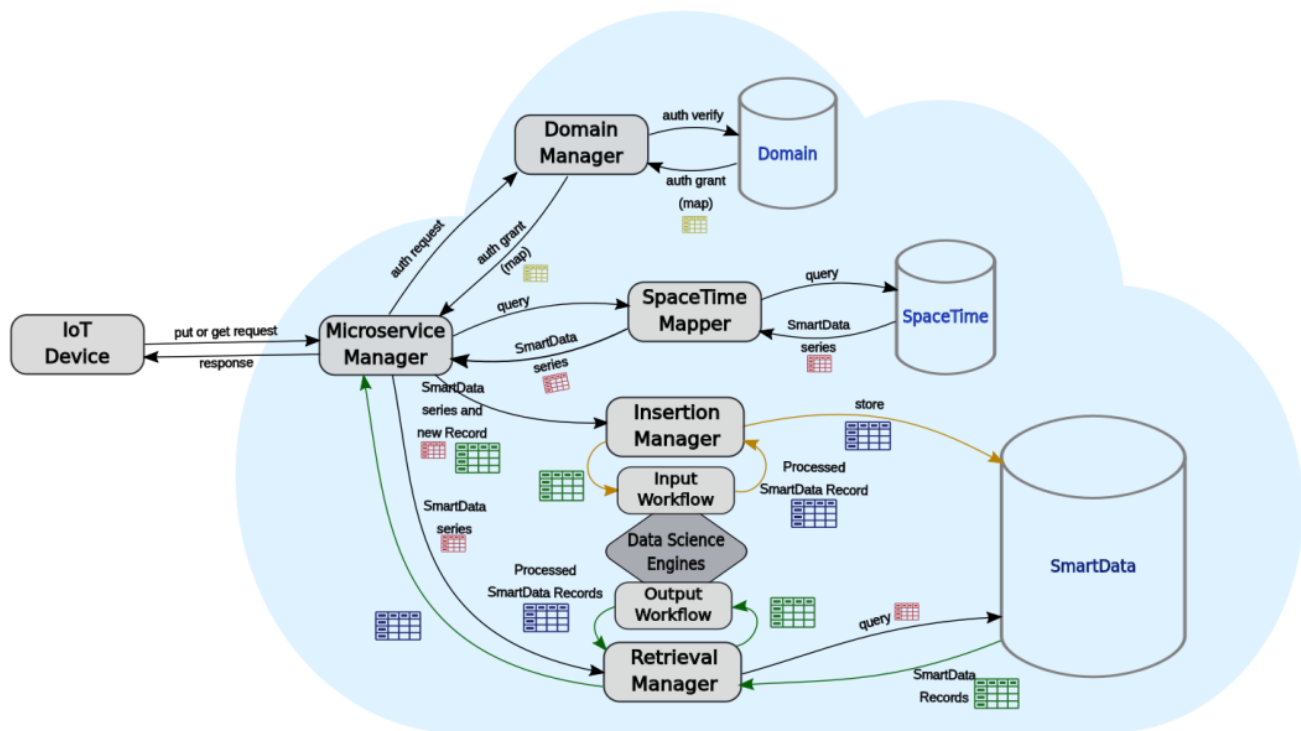 auth verify
Domain
Manager
Domain
auth grant
(map)
auth request
auth grant
(map)
query
SpaceTime
Mapper
query
SpaceTime
SmartData
series
IoT
Device
put or get request
response
Microservice
Manager
SmartData
series
SmartData
series and
new Record
Insertion
Manager
store
Input
Workflow
Processed
SmartData Record
SmartData
series
Data Science
Engines
SmartData
Processed
SmartData Records
Output
Workflow
query
Retrieval
Manager
SmartData
Records